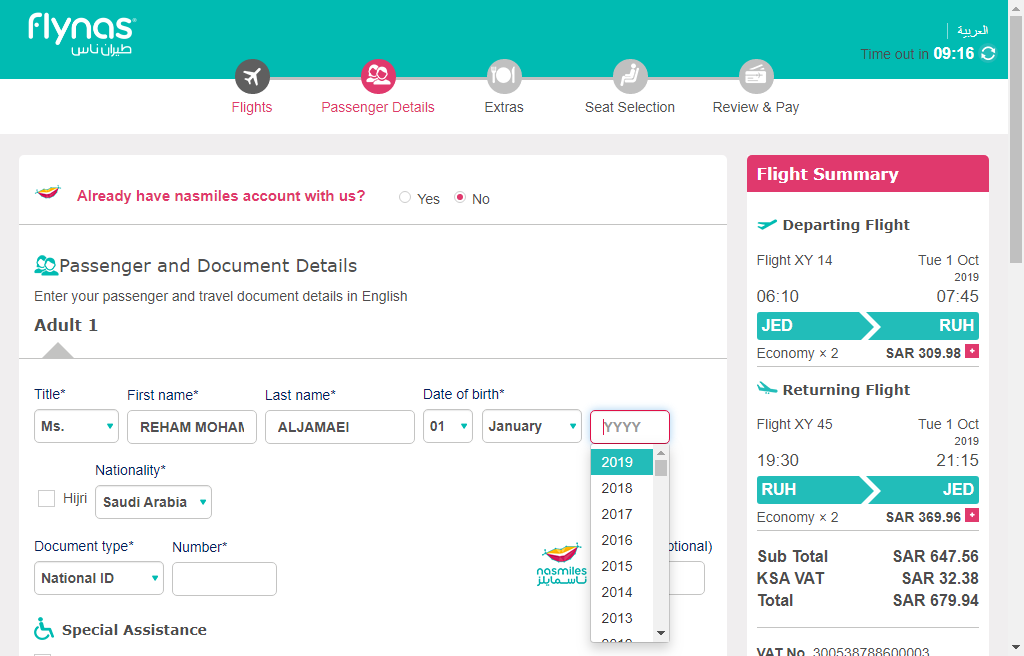 flynas
طيران ناس
العربية
Time out in 09:16
Flights
Passenger Details
Extras
Seat Selection
Review & Pay
Already have nasmiles account with us?
Yes
No
Passenger and Document Details
Enter your passenger and travel document details in English
Adult 1
Title*
First name*
Last name*
Date of birth*
Ms.
REHAM MOHAM
ALJAMAEI
01
January
YYYY
2019
2018
2017
2016
2015
2014
2013
Nationality*
Hijri
Saudi Arabia
Document type*
Number*
National ID
nasmiles
ناسمايلز
ptional)
Special Assistance
Flight Summary
Departing Flight
Flight XY 14
Tue 1 Oct
2019
06:10
07:45
JED
RUH
Economy × 2
SAR 309.98
Returning Flight
Flight XY 45
Tue 1 Oct
2019
19:30
21:15
RUH
JED
Economy × 2
SAR 369.96
Sub Total
SAR 647.56
KSA VAT
SAR 32.38
Total
SAR 679.94
VAT No. 300538788600003